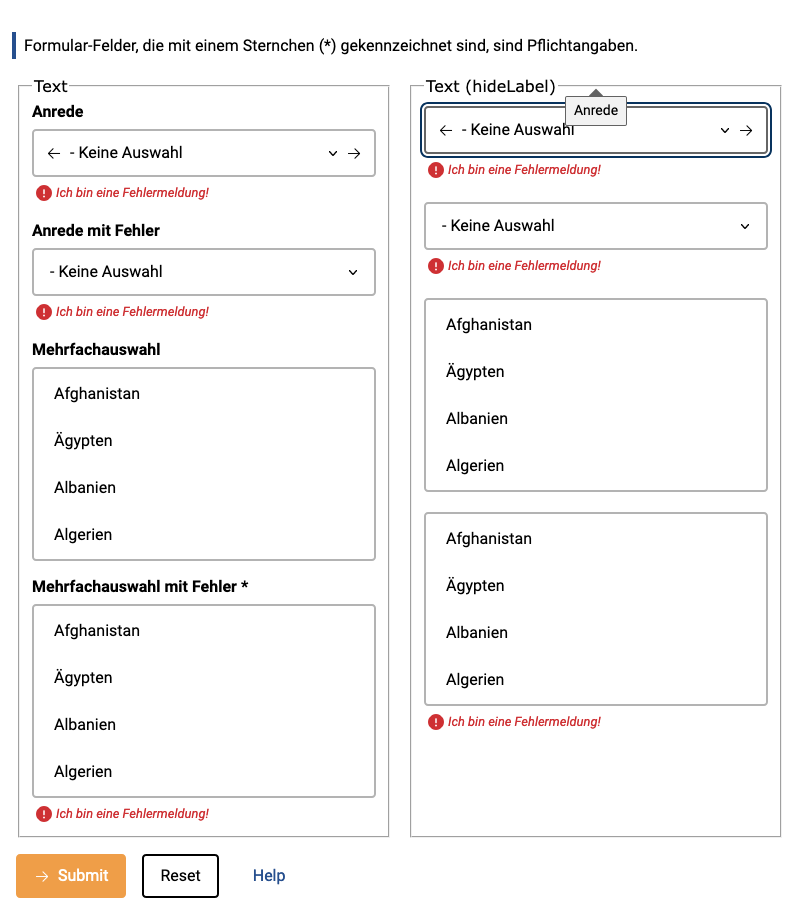 Formular-Felder, die mit einem Sternchen (*) gekennzeichnet sind, sind Pflichtangaben.
Text
Anrede
← - Keine Auswahl →
Ich bin eine Fehlermeldung!
Anrede mit Fehler
- Keine Auswahl
Ich bin eine Fehlermeldung!
Mehrfachauswahl
Afghanistan
Ägypten
Albanien
Algerien
Mehrfachauswahl mit Fehler *
Afghanistan
Ägypten
Albanien
Algerien
Ich bin eine Fehlermeldung!
Text (hideLabel)
Anrede
← - Keine Auswahl →
Ich bin eine Fehlermeldung!
- Keine Auswahl
Ich bin eine Fehlermeldung!
Afghanistan
Ägypten
Albanien
Algerien
Afghanistan
Ägypten
Albanien
Algerien
Ich bin eine Fehlermeldung!
→ Submit
Reset
Help